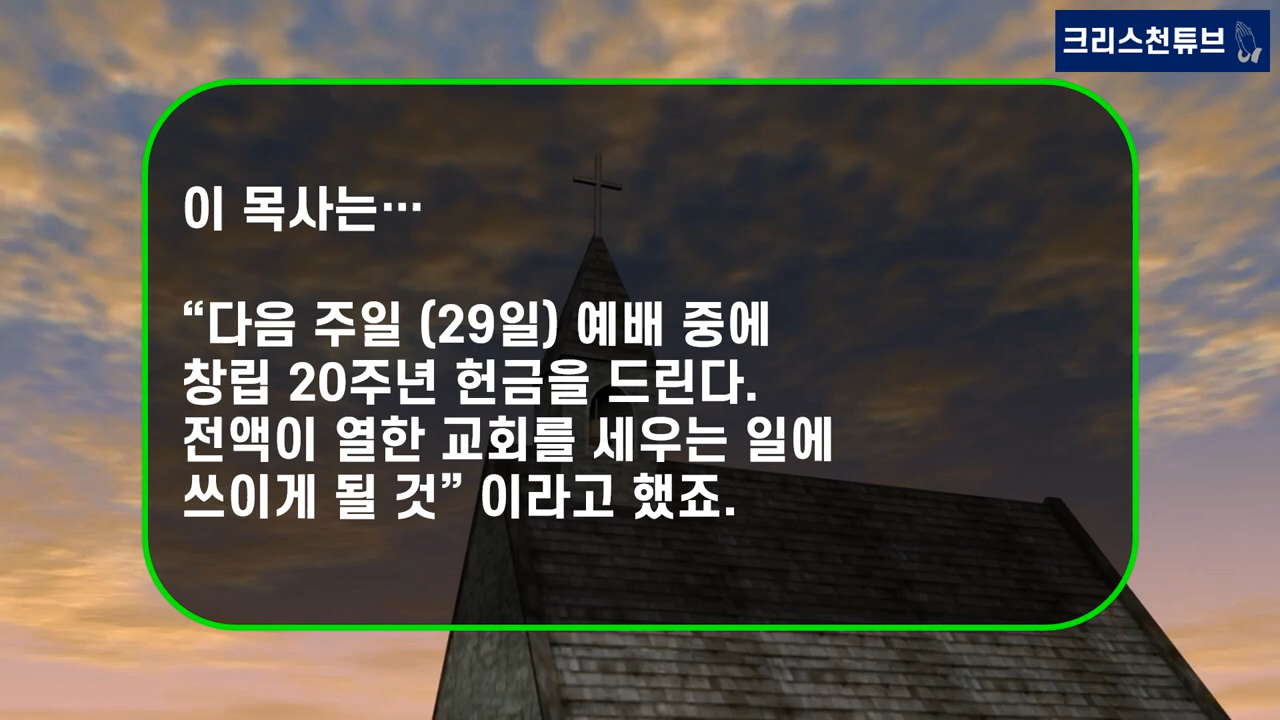 크리스천튜브
이 목사는…
“다음 주일 (29일) 예배 중에
창립 20주년 헌금을 드린다.
전액이 열한 교회를 세우는 일에
쓰이게 될 것” 이라고 했죠.